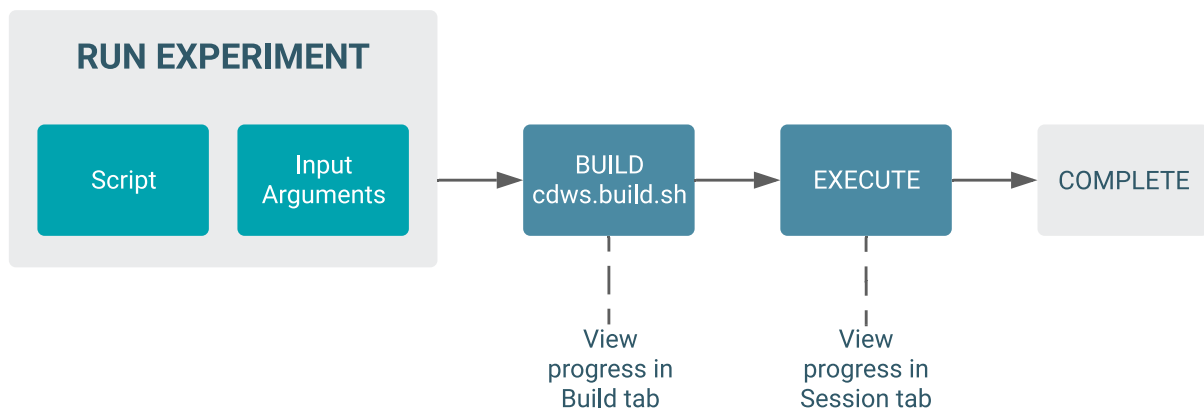 RUN EXPERIMENT
Script
Input
Arguments
BUILD
cdws.build.sh
EXECUTE
COMPLETE
View
progress in
Build tab
View
progress in
Session tab